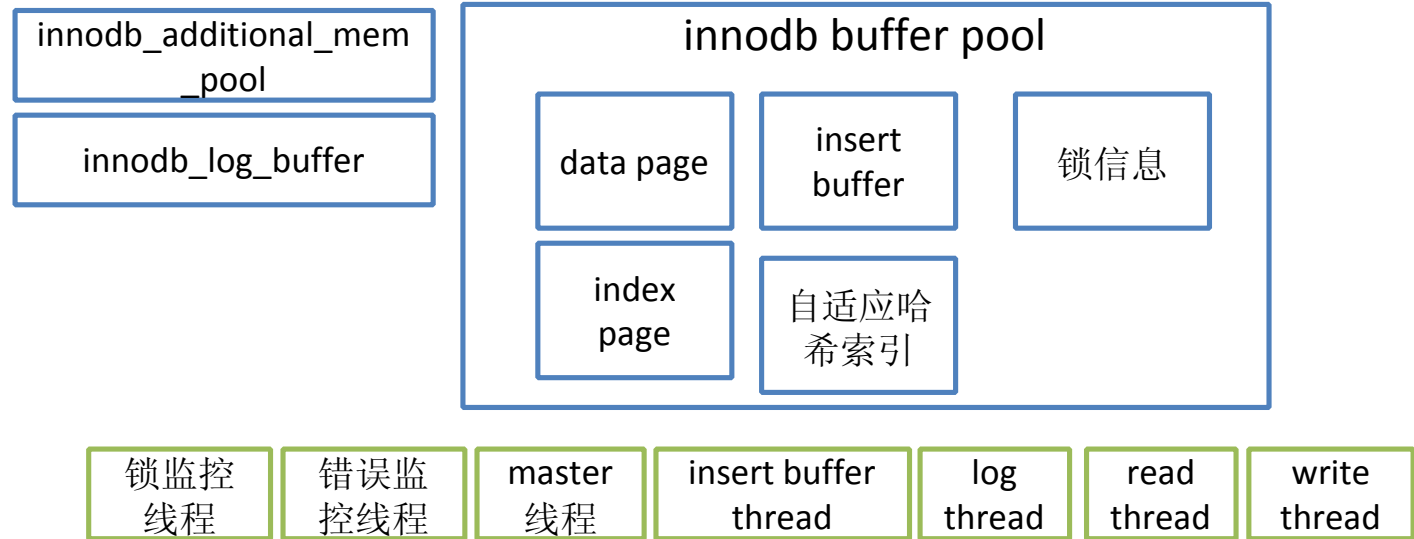 innodb_additional_mem
_pool
innodb_log_buffer
innodb buffer pool
data page
insert
buffer
锁信息
index
page
自适应哈
希索引
锁监控
线程
错误监
控线程
master
线程
insert buffer
thread
log
thread
read
thread
write
thread